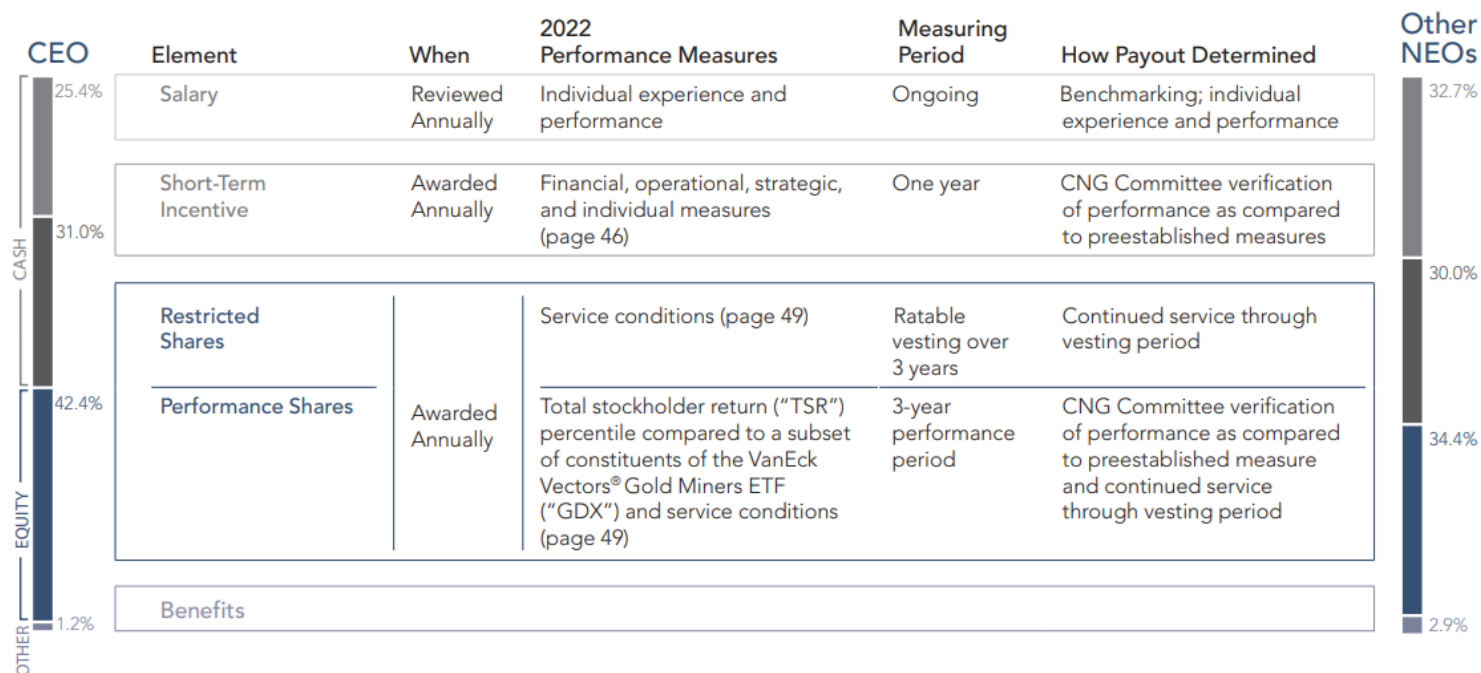 CEO
Element
When
2022
Performance Measures
Measuring
Period
How Payout Determined
Other
NEOs
CASH
EQUITY
OTHER
25.4%
31.0%
42.4%
1.2%
Salary
Reviewed
Annually
Individual experience and
performance
Ongoing
Benchmarking; individual
experience and performance
Short-Term
Incentive
Awarded
Annually
Financial, operational, strategic,
and individual measures
(page 46)
One year
CNG Committee verification
of performance as compared
to preestablished measures
Restricted
Shares
Service conditions (page 49)
Ratable
vesting over
3 years
Continued service through
vesting period
Performance Shares
Awarded
Annually
Total stockholder return (“TSR”)
percentile compared to a subset
of constituents of the VanEck
Vectors® Gold Miners ETF
(“GDX”) and service conditions
(page 49)
3-year
performance
period
CNG Committee verification
of performance as compared
to preestablished measure
and continued service
through vesting period
Benefits
32.7%
30.0%
34.4%
2.9%